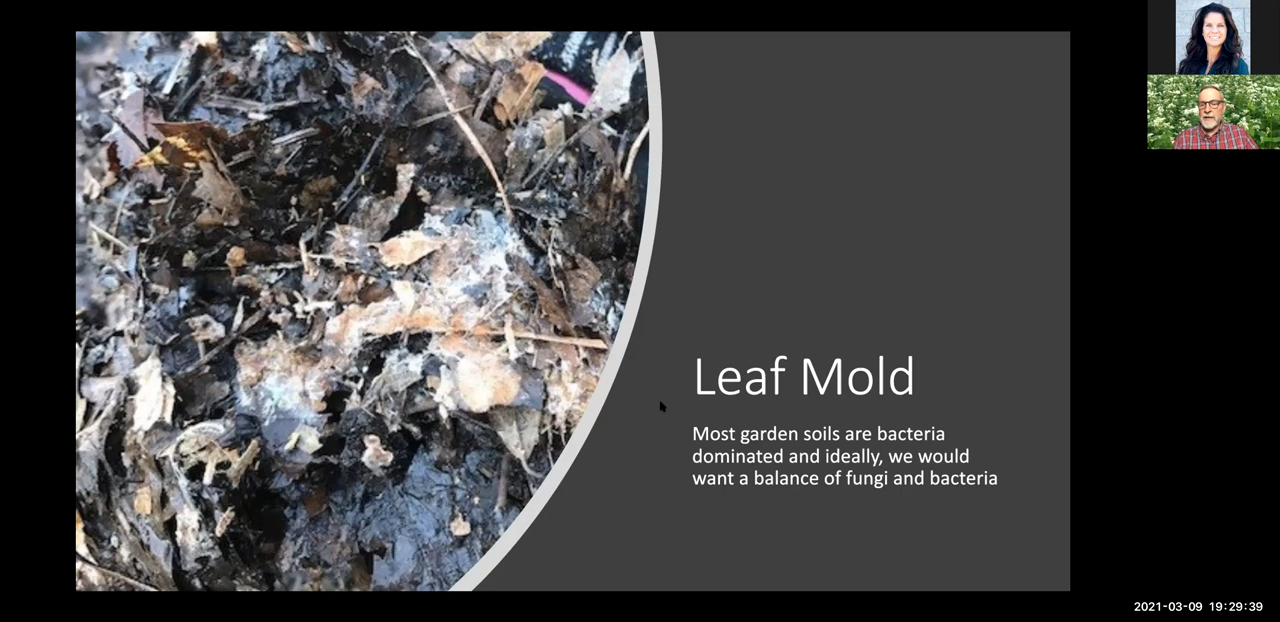 Leaf Mold
Most garden soils are bacteria
dominated and ideally, we would
want a balance of fungi and bacteria
2021-03-09 19:29:39